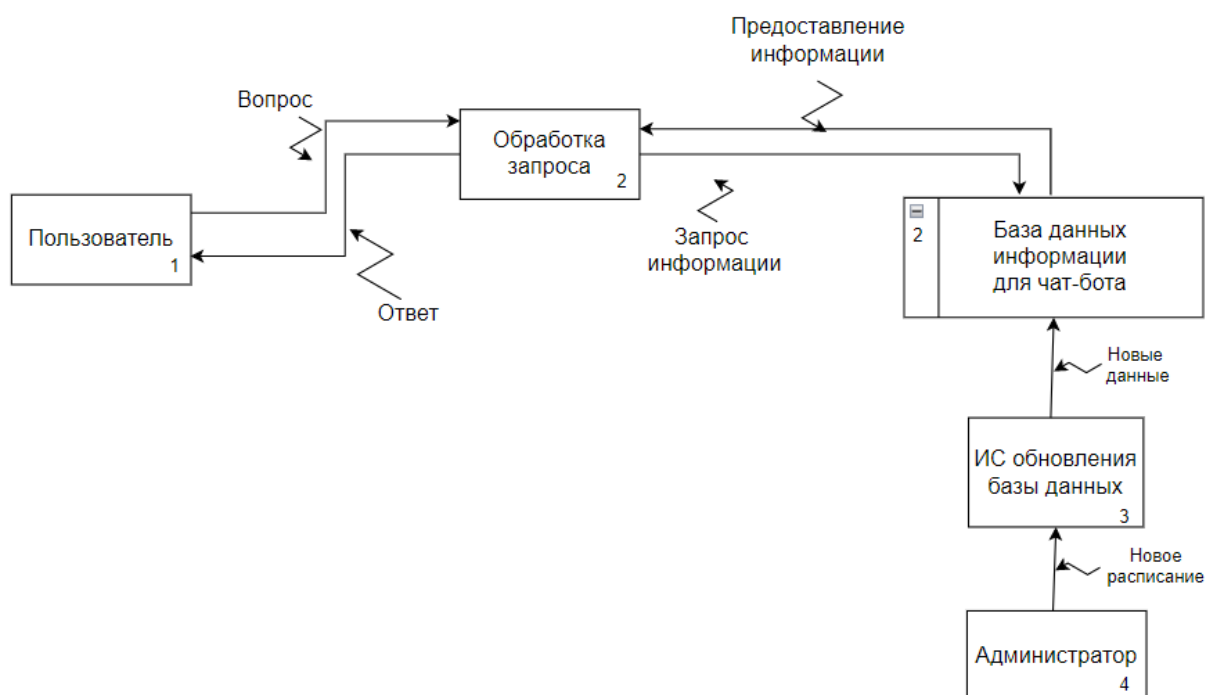 Предоставление
информации
Вопрос
Обработка
запроса
2
Пользователь
1
Ответ
Запрос
информации
2
База данных
информации
для чат-бота
Новые
данные
ИС обновления
базы данных
3
Новое
расписание
Администратор
4